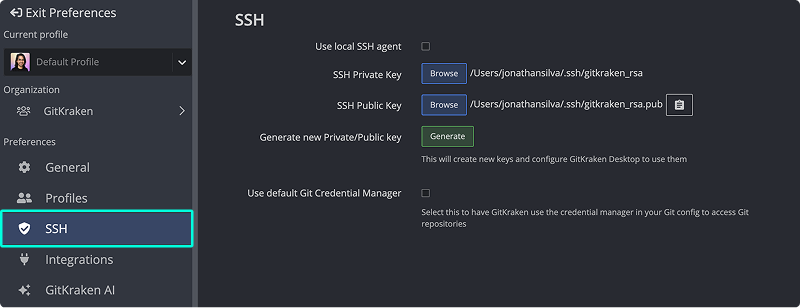 Exit Preferences
Current profile
Default Profile
Organization
GitKraken
Preferences
General
Profiles
SSH
Integrations
GitKraken AI
SSH
Use local SSH agent
SSH Private Key Browse /Users/jonathansilva/.ssh/gitkraken_rsa
SSH Public Key Browse /Users/jonathansilva/.ssh/gitkraken_rsa.pub
Generate new Private/Public key Generate
This will create new keys and configure GitKraken Desktop to use them
Use default Git Credential Manager
Select this to have GitKraken use the credential manager in your Git config to access Git
repositories